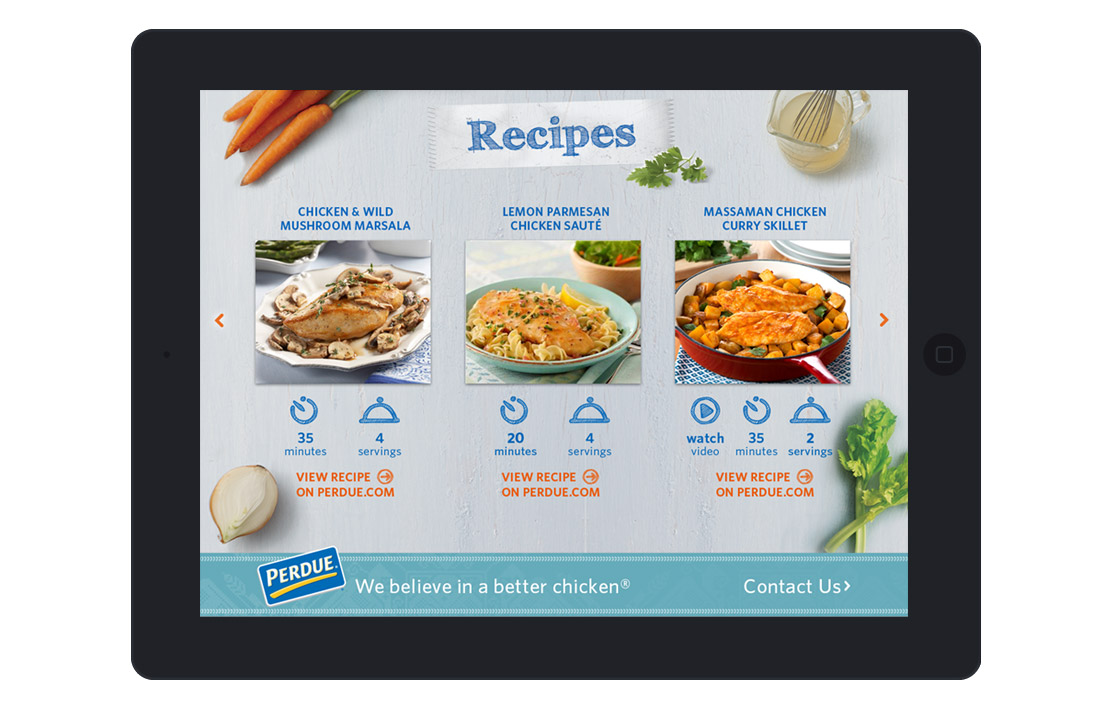 Recipes
CHICKEN & WILD
MUSHROOM MARSALA
LEMON PARMESAN
CHICKEN SAUTÉ
MASSAMAN CHICKEN
CURRY SKILLET
35
minutes
4
servings
20
minutes
4
servings
watch
video
35
minutes
2
servings
VIEW RECIPE
ON PERDUE.COM
VIEW RECIPE
ON PERDUE.COM
VIEW RECIPE
ON PERDUE.COM
PERDUE
We believe in a better chicken®
Contact Us›